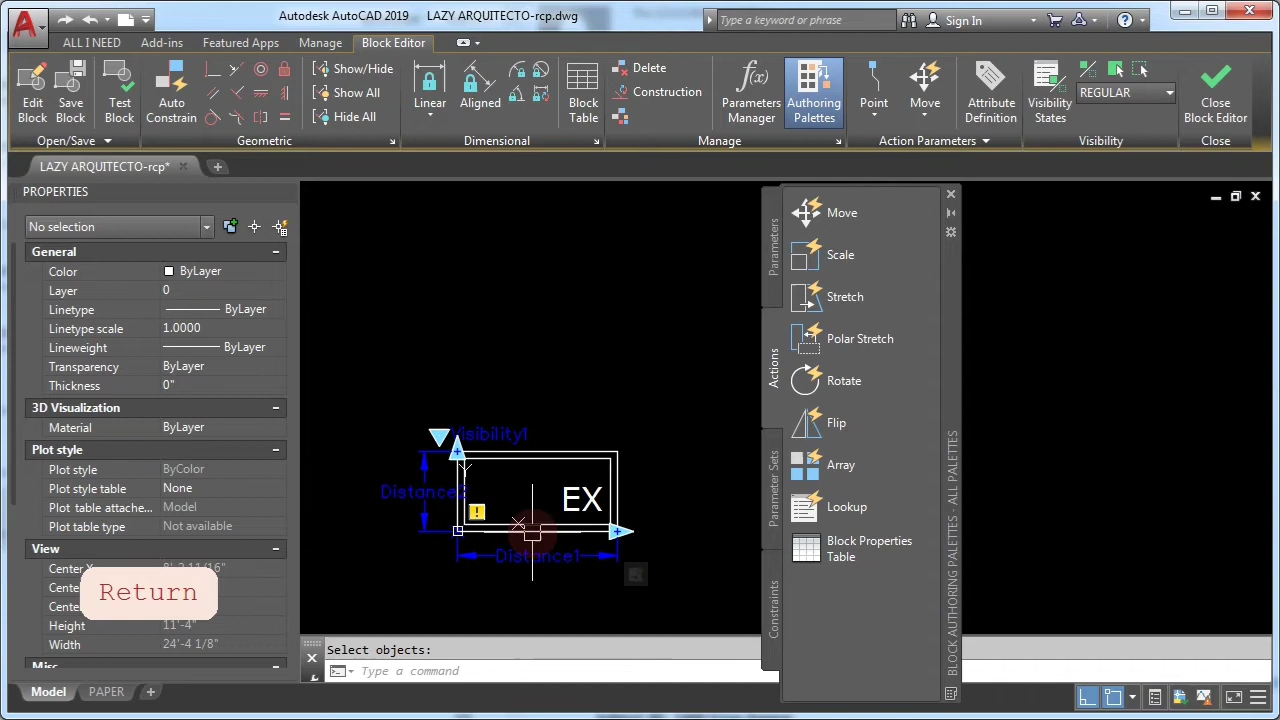 Autodesk AutoCAD 2019 LAZY ARQUITECTO-rcp.dwg
Type a keyword or phrase
Sign In
ALL I NEED Add-ins Featured Apps Manage Block Editor
Edit Block
Save Block
Test Block
Auto Constrain
Show/Hide
Show All
Hide All
Linear
Aligned
Block Table
Delete
Construction
Parameters Manager
Authoring Palettes
Point
Move
Attribute Definition
Visibility States
REGULAR
Close Block Editor
Open/Save Geometric Dimensional Manage Action Parameters Visibility Close
LAZY ARQUITECTO-rcp*
PROPERTIES
No selection
General
Color ByLayer
Layer 0
Linetype ByLayer
Linetype scale 1.0000
Lineweight ByLayer
Transparency ByLayer
Thickness 0"
3D Visualization
Material ByLayer
Plot style
Plot style ByColor
Plot style table None
Plot table attache... Model
Plot table type Not available
View
Center X
Height 11'-4"
Width 24'-4 1/8"
Misc
Return
Visibility1
Distance2
EX
Distance1
Parameters
Actions
Parameter Sets
Constraints
Move
Scale
Stretch
Polar Stretch
Rotate
Flip
Array
Lookup
Block Properties
Table
BLOCK AUTHORING PALETTES - ALL PALETTES
Select objects:
Type a command
Model PAPER